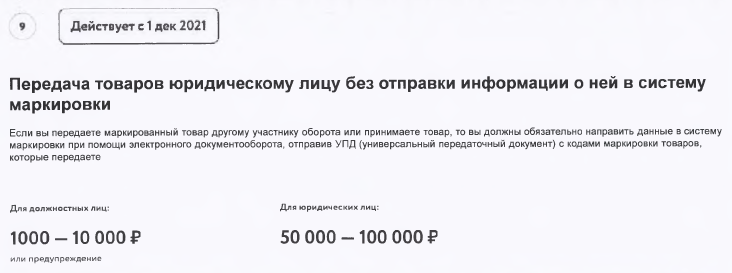 9
Действует с 1 дек 2021
Передача товаров юридическому лицу без отправки информации о ней в систему
маркировки
Если вы передаете маркированный товар другому участнику оборота или принимаете товар, то вы должны обязательно направить данные в систему
маркировки при помощи электронного документооборота, отправив УПД (универсальный передаточный документ) с кодами маркировки товаров,
которые передаете
Для должностных лиц:
Для юридических лиц:
1000 — 10 000 ₽
50 000 — 100 000 ₽
или предупреждение